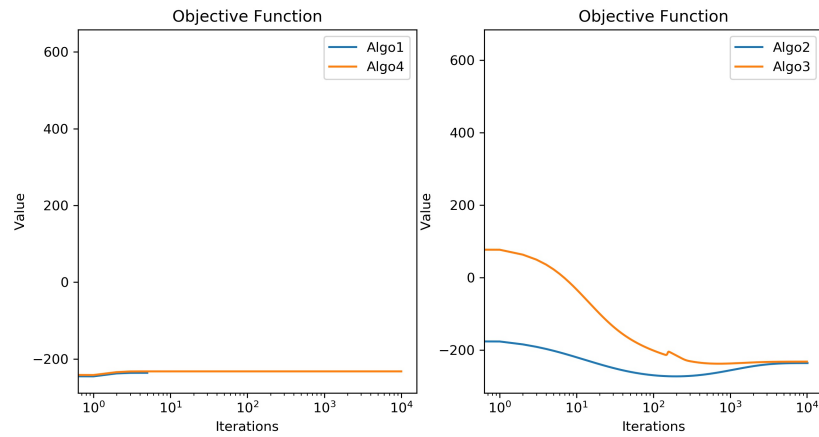 Objective Function
Algo1
Algo4
600
400
200
0
−200
Value
10^0
10^1
10^2
10^3
10^4
Iterations
Objective Function
Algo2
Algo3
600
400
200
0
−200
Value
10^0
10^1
10^2
10^3
10^4
Iterations